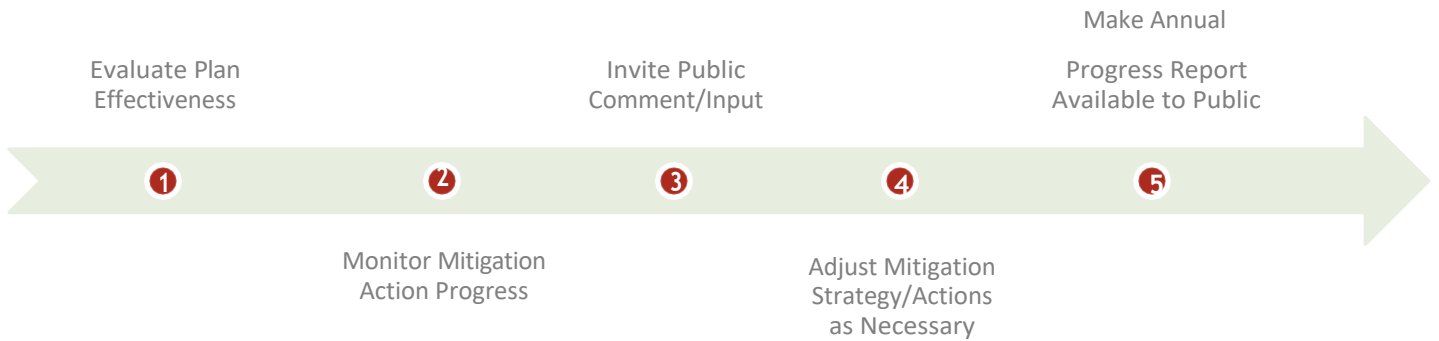 Evaluate Plan
Effectiveness
1
2
Monitor Mitigation
Action Progress
Invite Public
Comment/Input
3
4
Adjust Mitigation
Strategy/Actions
as Necessary
Make Annual
Progress Report
Available to Public
5